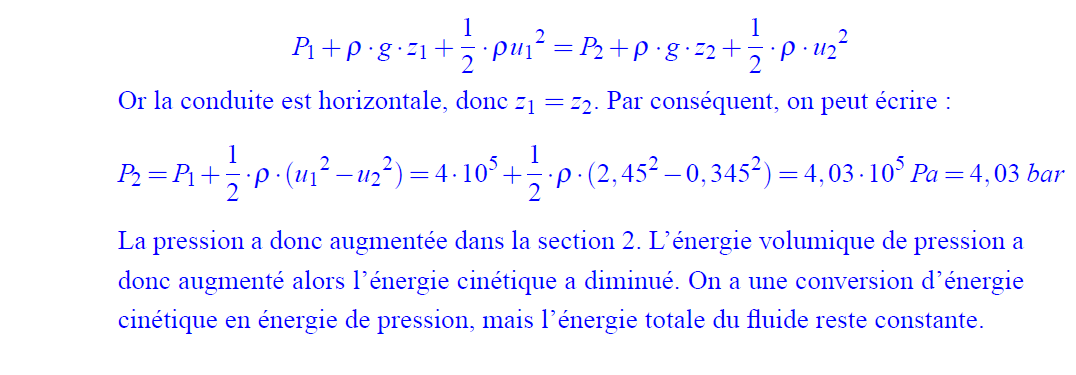 P₁ + ρ · g · z₁ + 1/2 · ρu₁² = P₂ + ρ · g · z₂ + 1/2 · ρ · u₂²
Or la conduite est horizontale, donc z₁ = z₂. Par conséquent, on peut écrire :
P₂ = P₁ + 1/2 · ρ · (u₁² − u₂²) = 4 · 10⁵ + 1/2 · ρ · (2,45² − 0,345²) = 4,03 · 10⁵ Pa = 4,03 bar
La pression a donc augmentée dans la section 2. L’énergie volumique de pression a
donc augmenté alors l’énergie cinétique a diminué. On a une conversion d’énergie
cinétique en énergie de pression, mais l’énergie totale du fluide reste constante.